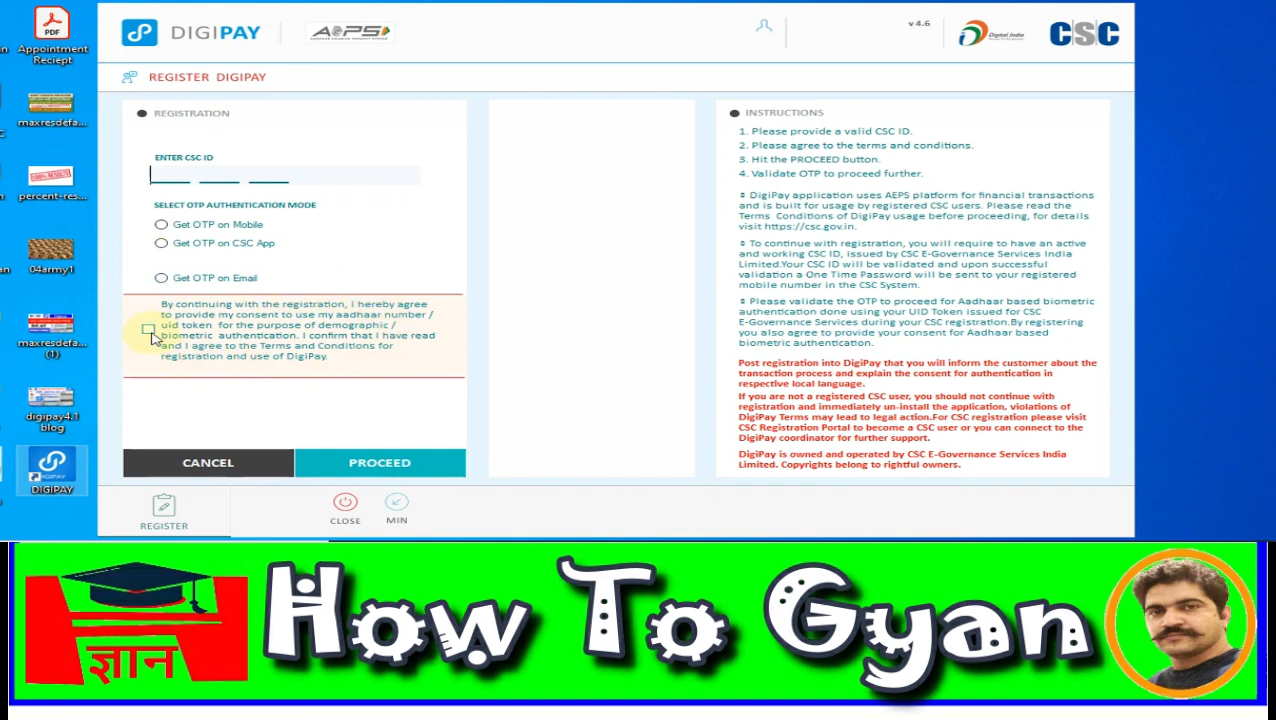 PDF
Appointment
Reciept
maxresdefa...
percent-res...
04army1
maxresdefa...
(1)
digipay4.1
blog
DIGIPAY
DIGIPAY
AEPS
v 4.6
Digital India
CSC
REGISTER DIGIPAY
REGISTRATION
ENTER CSC ID
SELECT OTP AUTHENTICATION MODE
Get OTP on Mobile
Get OTP on CSC App
Get OTP on Email
By continuing with the registration, I hereby agree
to provide my consent to use my aadhaar number /
uid token for the purpose of demographic /
biometric authentication. I confirm that I have read
and I agree to the Terms and Conditions for
registration and use of DigiPay.
CANCEL
PROCEED
INSTRUCTIONS
1. Please provide a valid CSC ID.
2. Please agree to the terms and conditions.
3. Hit the PROCEED button.
4. Validate OTP to proceed further.
DigiPay application uses AEPS platform for financial transactions
and is built for usage by registered CSC users. Please read the
Terms Conditions of DigiPay usage before proceeding, for details
visit https://csc.gov.in.
To continue with registration, you will require to have an active
and working CSC ID, issued by CSC E-Governance Services India
Limited.Your CSC ID will be validated and upon successful
validation a One Time Password will be sent to your registered
mobile number in the CSC System.
Please validate the OTP to proceed for Aadhaar based biometric
authentication done using your UID Token issued for CSC
E-Governance Services during your CSC registration.By registering
you also agree to provide your consent for Aadhaar based
biometric authentication.
Post registration into DigiPay that you will inform the customer about the
transaction process and explain the consent for authentication in
respective local language.
If you are not a registered CSC user, you should not continue with
registration and immediately un-install the application, violations of
DigiPay Terms may lead to legal action.For CSC registration please visit
CSC Registration Portal to become a CSC user or you can connect to the
DigiPay coordinator for further support.
DigiPay is owned and operated by CSC E-Governance Services India
Limited. Copyrights belong to rightful owners.
REGISTER
CLOSE
MIN
ज्ञान
How To Gyan